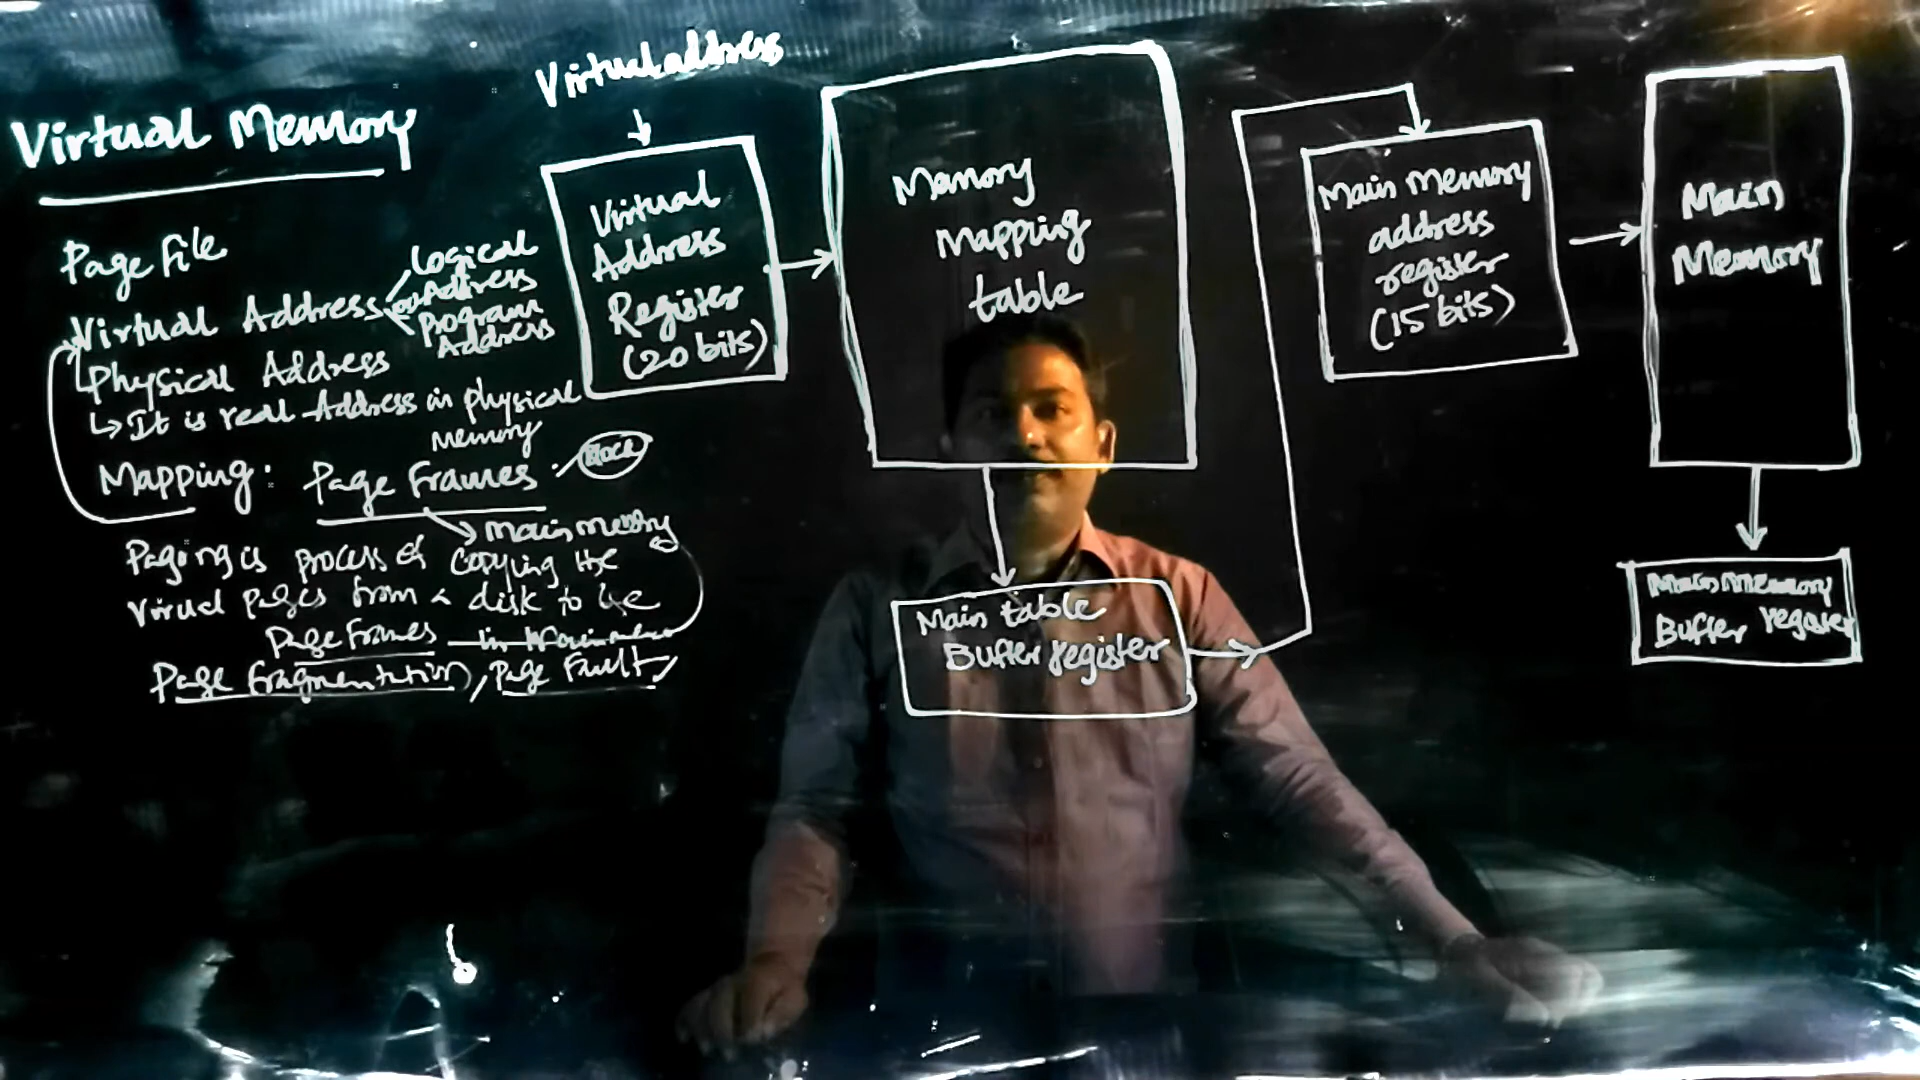 Virtual Memory
Page File
Virtual Address
Logical
Address
or
Program
Address
Physical Address
↳ It is real Address in physical
memory
Mapping: Page Frames.
Main memory
Paging is process of copying the
virual pages from a disk to the
Page Frames
Page fragmentation, Page Fault,
Virtual address
Virtual
Address
Register
(20 bits)
Memory
Mapping
table
Main table
Buffer register
Main memory
address
register
(15 bits)
Main
Memory
Main memory
Buffer register